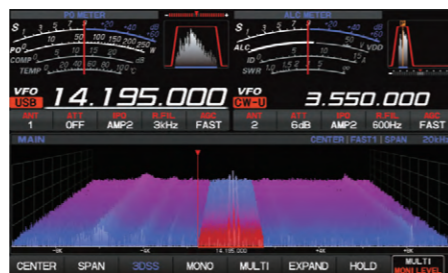 PO METER
ALC METER
PO
COMP
TEMP
ALC
ID
SWR
VDD
VFO
USB
14.195.000
VFO
CW-U
3.550.000
ANT ATT IPO R.FIL AGC
1 OFF AMP2 3kHz FAST
ANT ATT IPO R.FIL AGC
2 6dB AMP2 600Hz FAST
MAIN
CENTER | FAST1 | SPAN 20kHz
14.195.000
CENTER SPAN 3DSS MONO MULTI EXPAND HOLD MULTI
MONI LEVEL